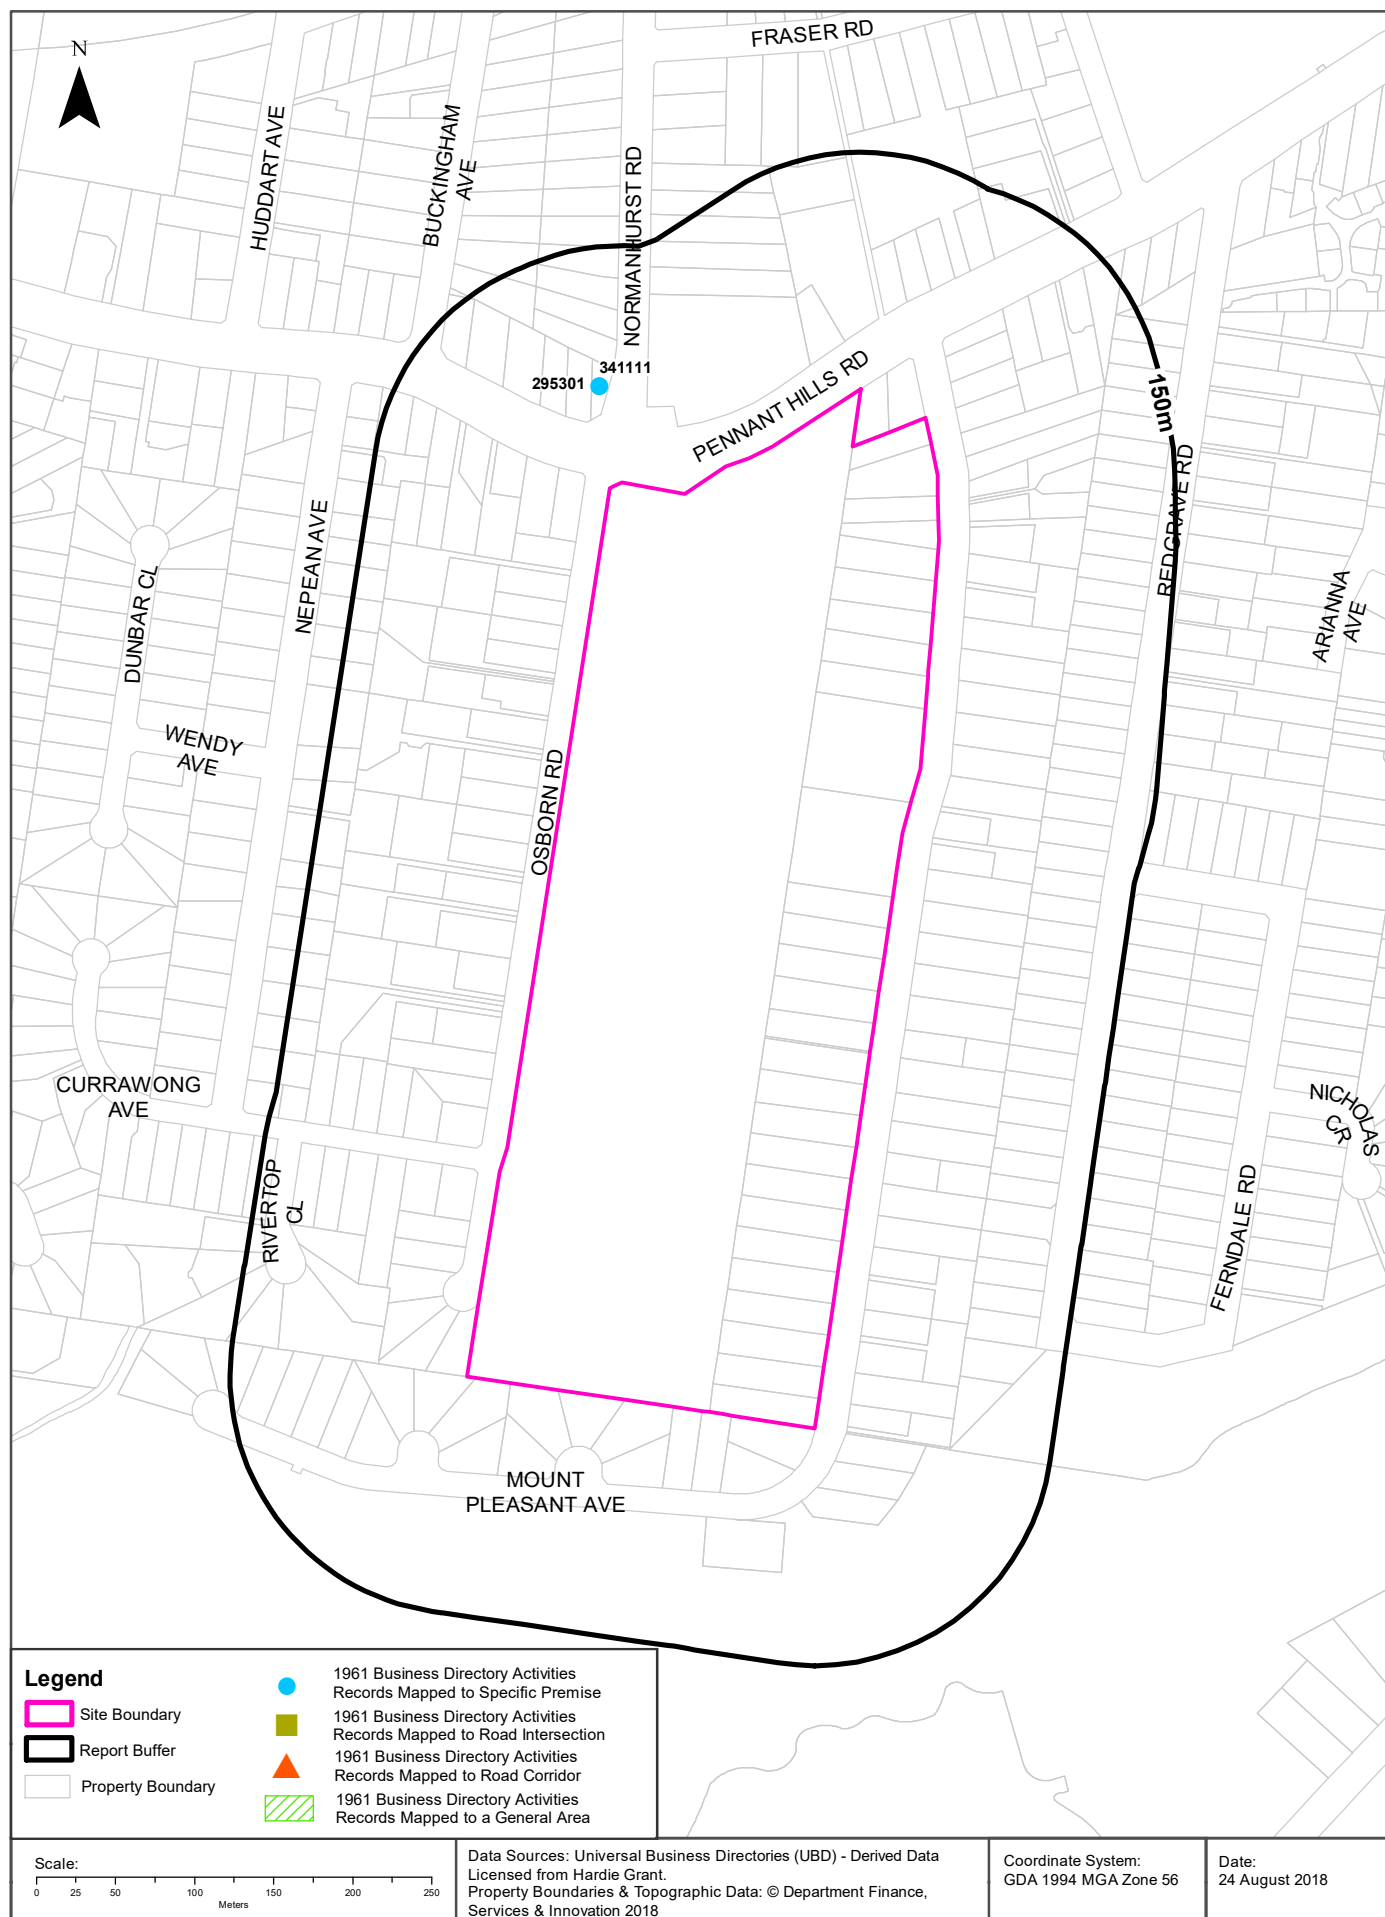 N
FRASER RD
HUDDART AVE
BUCKINGHAM
AVE
NORMANHURST RD
341111
295301
PENNANT HILLS RD
150m
REDGRAVE RD
NEPEAN AVE
DUNBAR CL
ARIANNA
AVE
WENDY
AVE
OSBORN RD
CURRAWONG
AVE
NICHOLAS
CR
RIVERTOP
CL
FERNDALE RD
MOUNT
PLEASANT AVE
Legend
Site Boundary
Report Buffer
Property Boundary
1961 Business Directory Activities
Records Mapped to Specific Premise
1961 Business Directory Activities
Records Mapped to Road Intersection
1961 Business Directory Activities
Records Mapped to Road Corridor
1961 Business Directory Activities
Records Mapped to a General Area
Scale:
0 25 50 100 150 200 250
Meters
Data Sources: Universal Business Directories (UBD) - Derived Data
Licensed from Hardie Grant.
Property Boundaries & Topographic Data: © Department Finance,
Services & Innovation 2018
Coordinate System:
GDA 1994 MGA Zone 56
Date:
24 August 2018